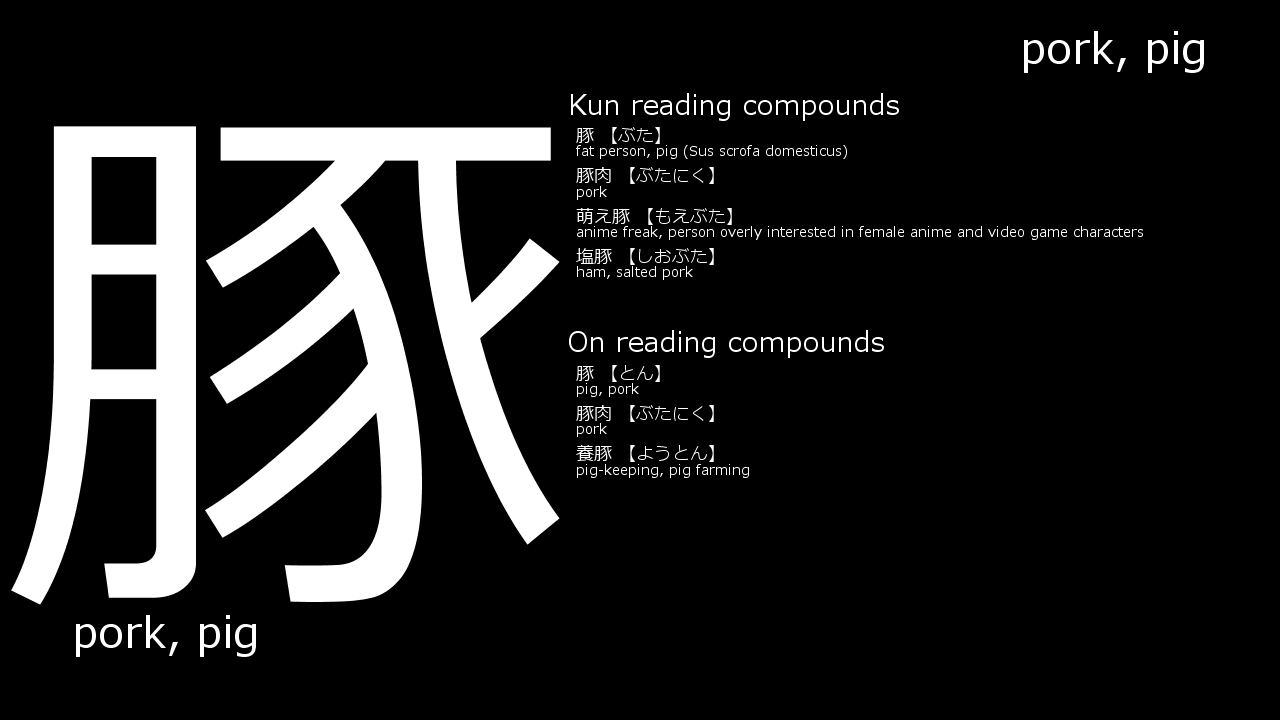 pork, pig
豚
pork, pig
Kun reading compounds
豚 【ぶた】
fat person, pig (Sus scrofa domesticus)
豚肉 【ぶたにく】
pork
萌え豚 【もえぶた】
anime freak, person overly interested in female anime and video game characters
塩豚 【しおぶた】
ham, salted pork
On reading compounds
豚 【とん】
pig, pork
豚肉 【ぶたにく】
pork
養豚 【ようとん】
pig-keeping, pig farming